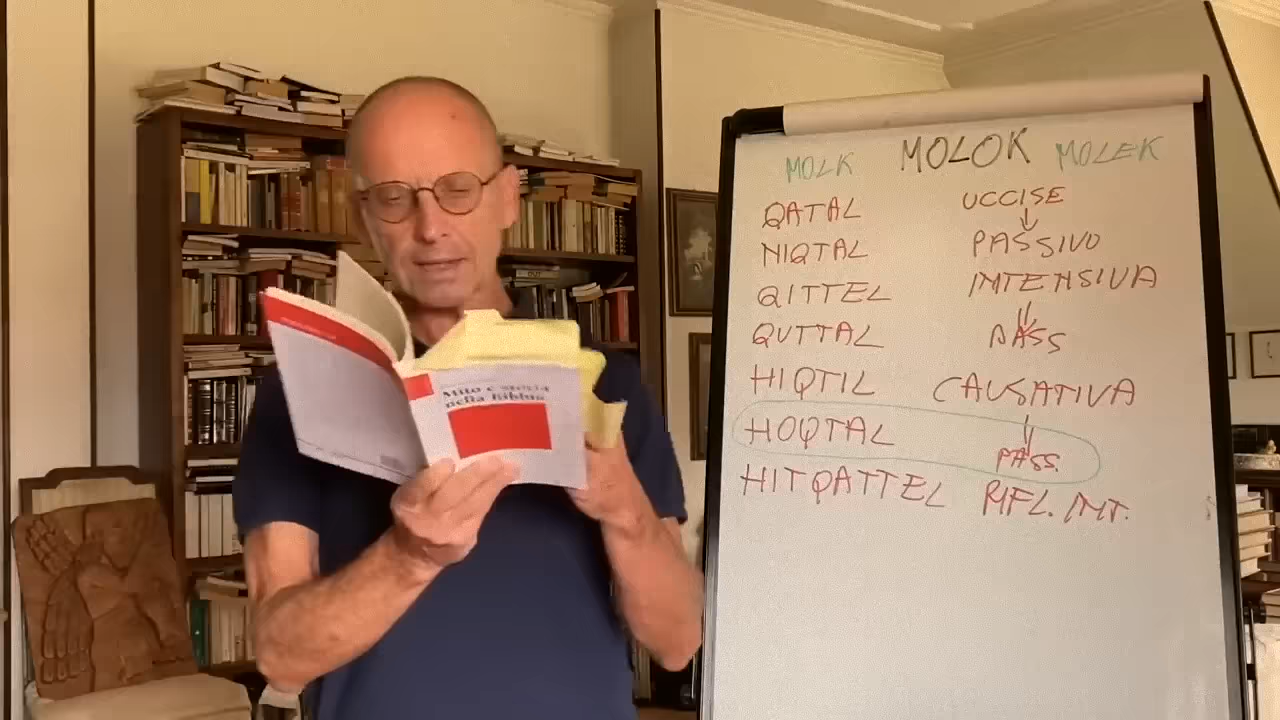 MOLK MOLOK MOLEK
QATAL UCCISE
NIQTAL PASSIVO
QITTEL INTENSIVA
QUTTAL PASS
HIQTIL CAUSATIVA
HOQTAL PASS.
HITQATTEL RIFL. INT.
Mito e storia
nella Bibbia